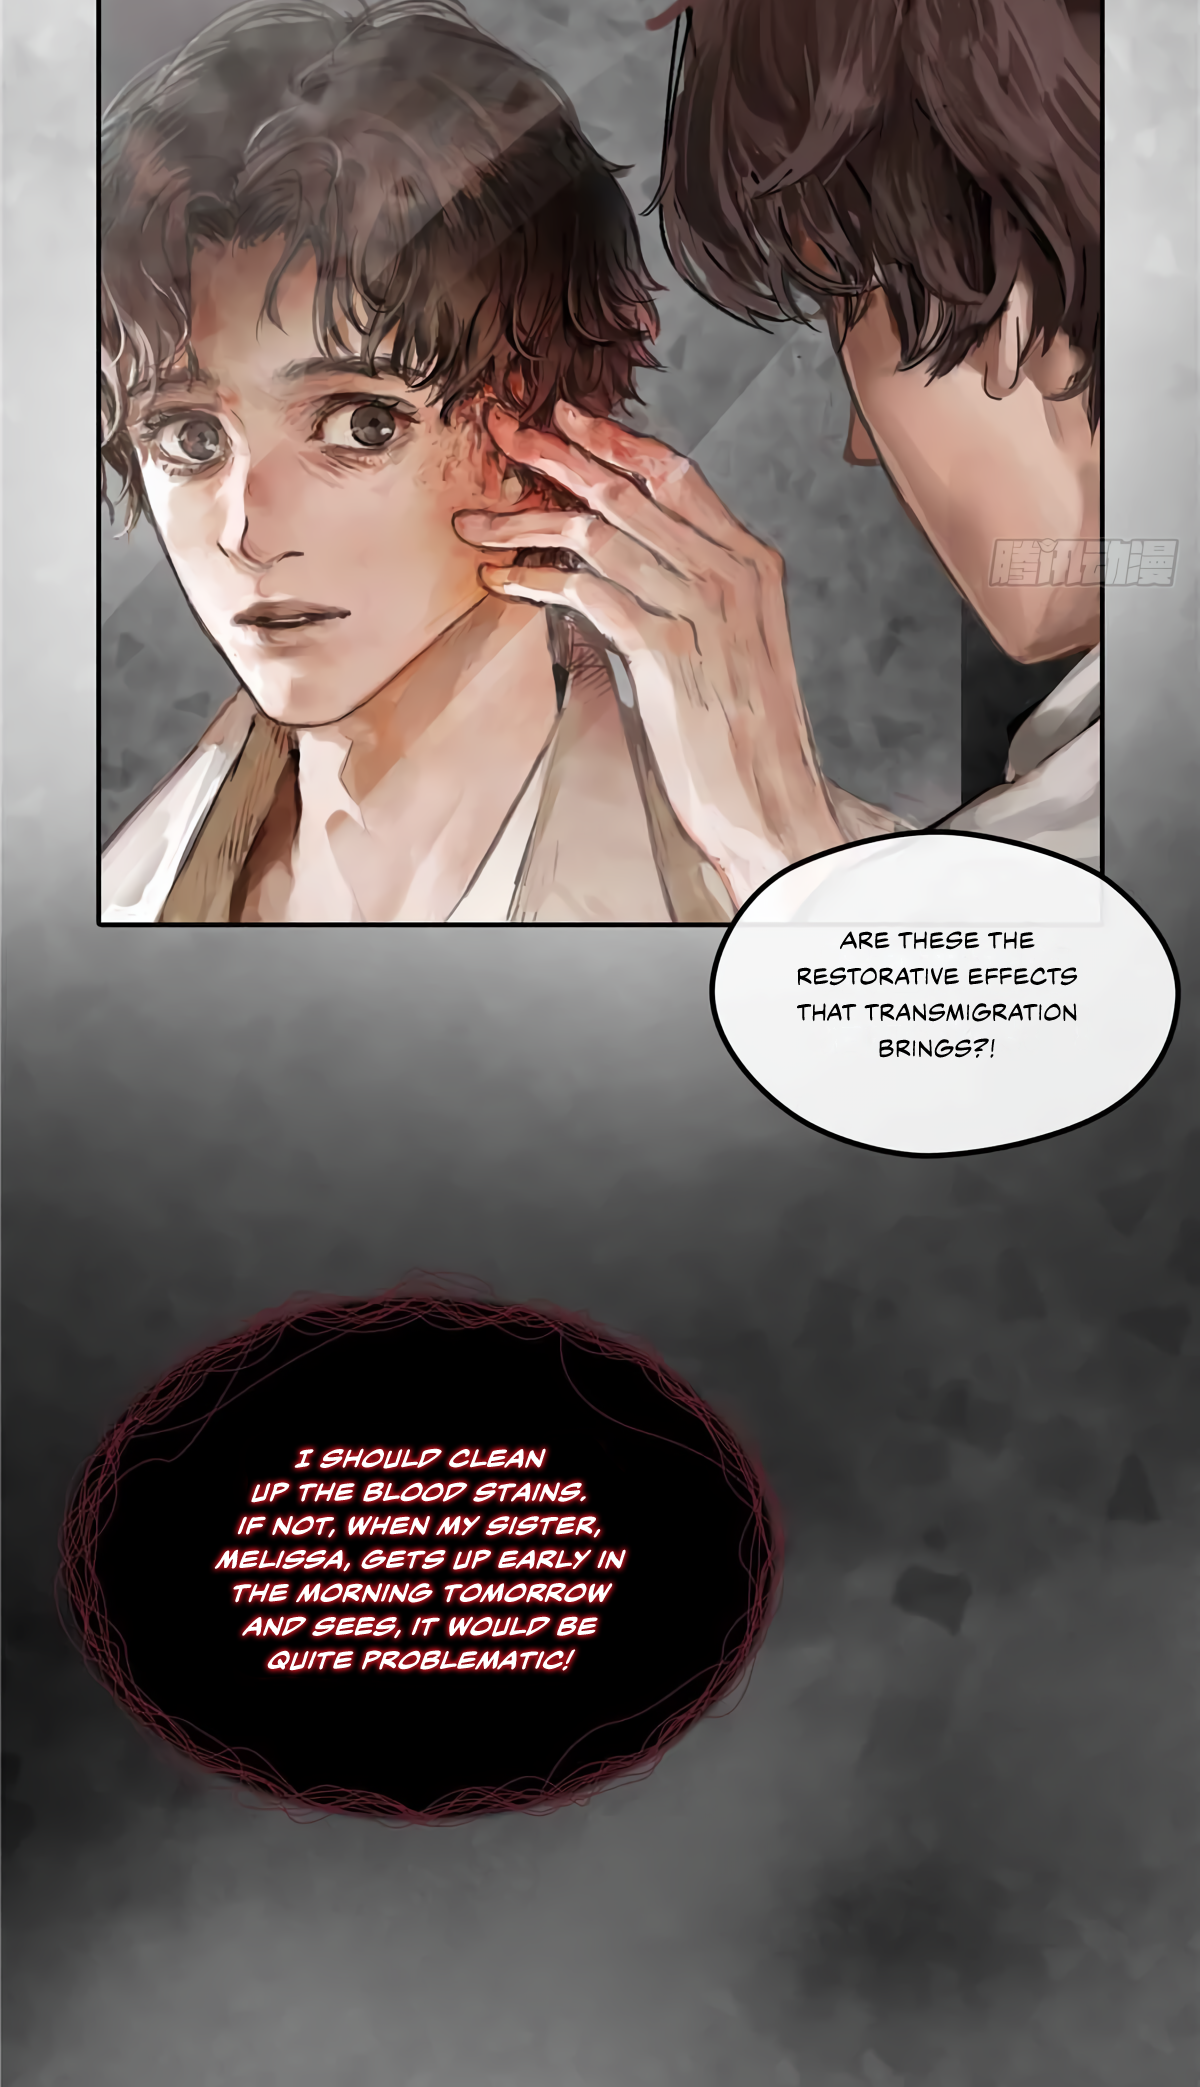 腾讯动漫
ARE THESE THE
RESTORATIVE EFFECTS
THAT TRANSMIGRATION
BRINGS?!
I SHOULD CLEAN
UP THE BLOOD STAINS.
IF NOT, WHEN MY SISTER,
MELISSA, GETS UP EARLY IN
THE MORNING TOMORROW
AND SEES, IT WOULD BE
QUITE PROBLEMATIC!